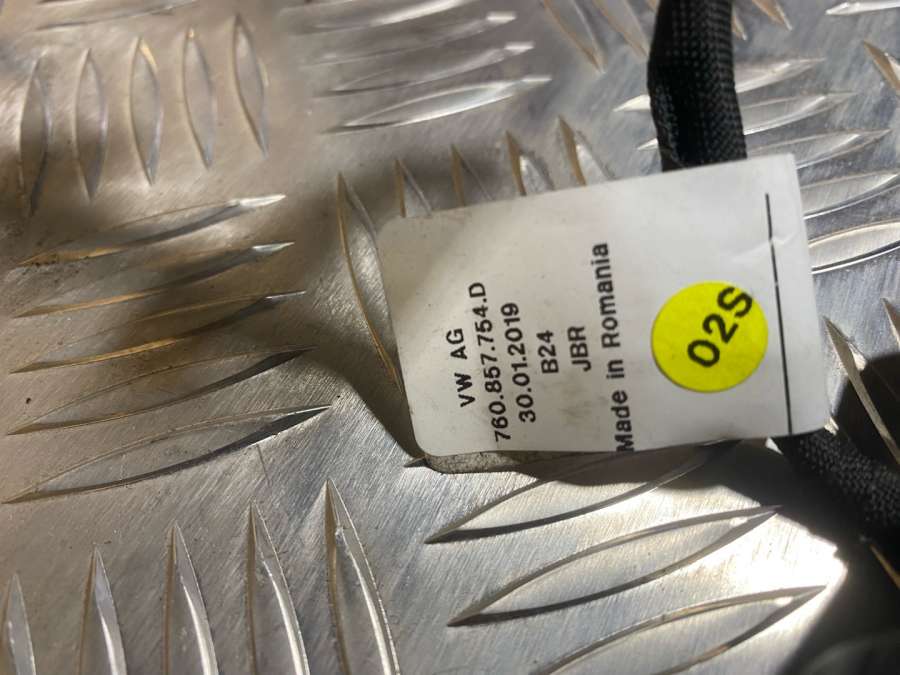 VW AG
760.857.754.D
30.01.2019
B24
JBR
Made in Romania
02S